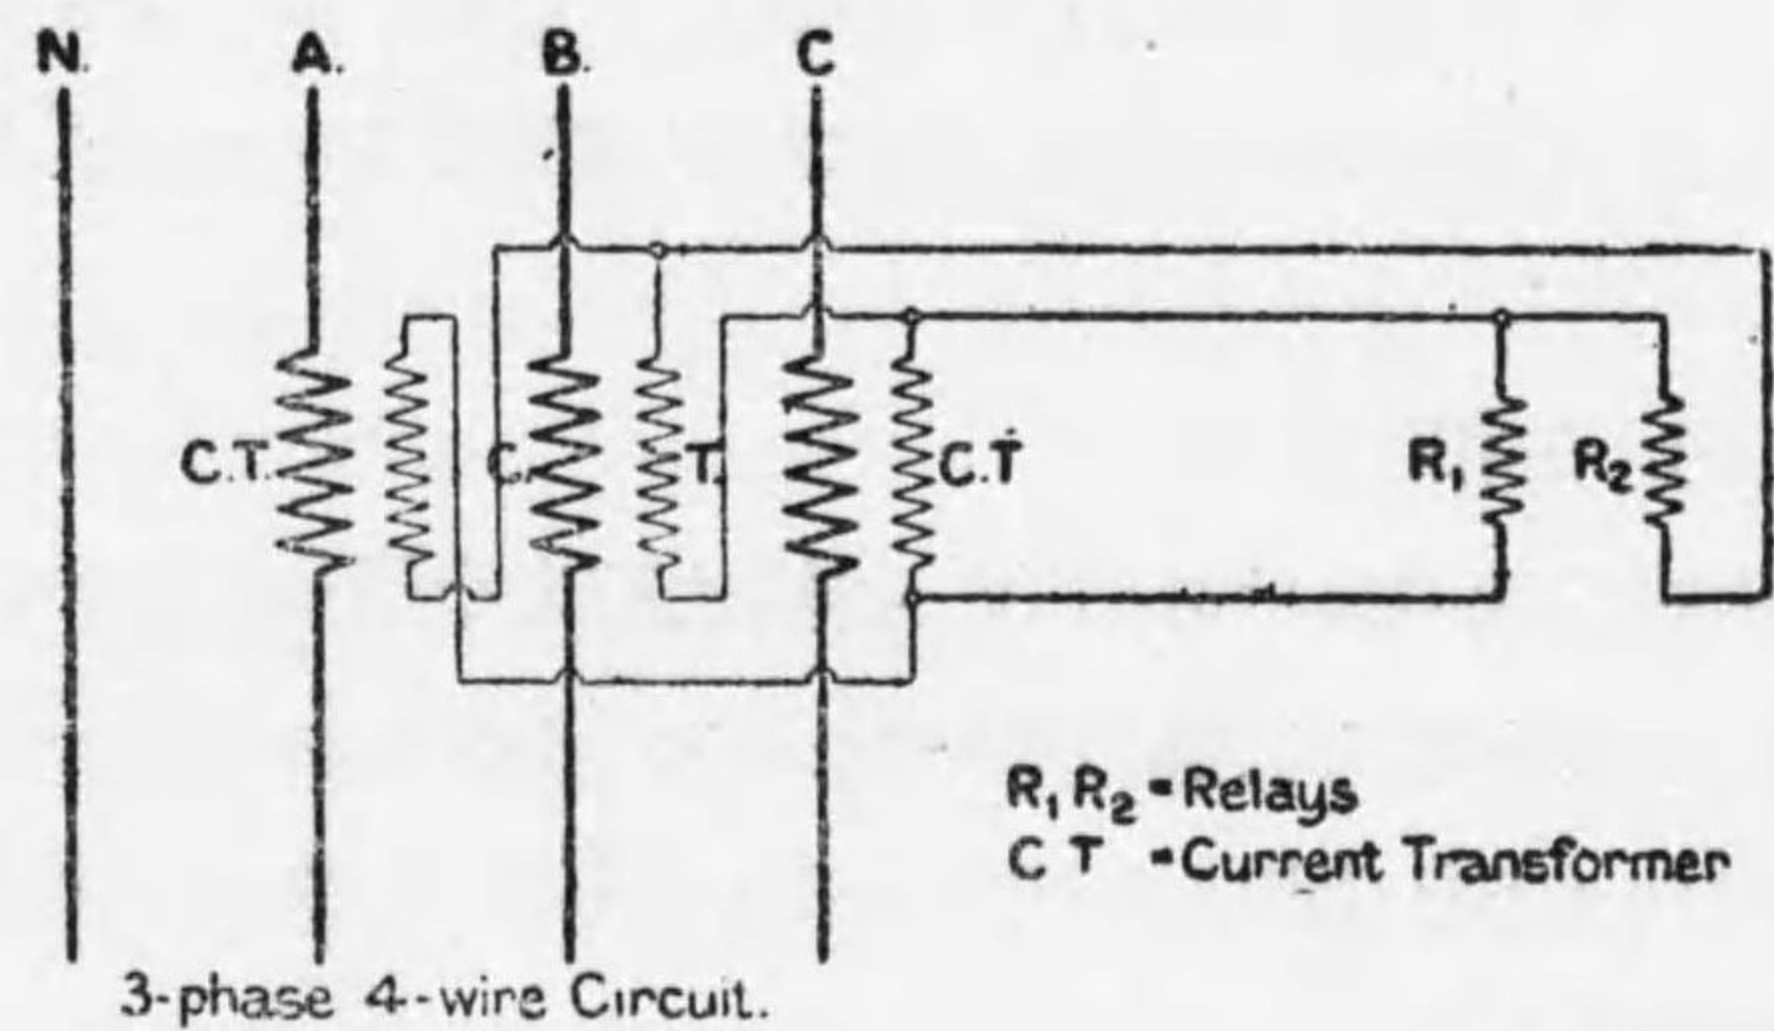 N. A. B. C
C.T. C. T. C.T R₁ R₂
R₁ R₂ = Relays
C T = Current Transformer
3-phase 4-wire Circuit.